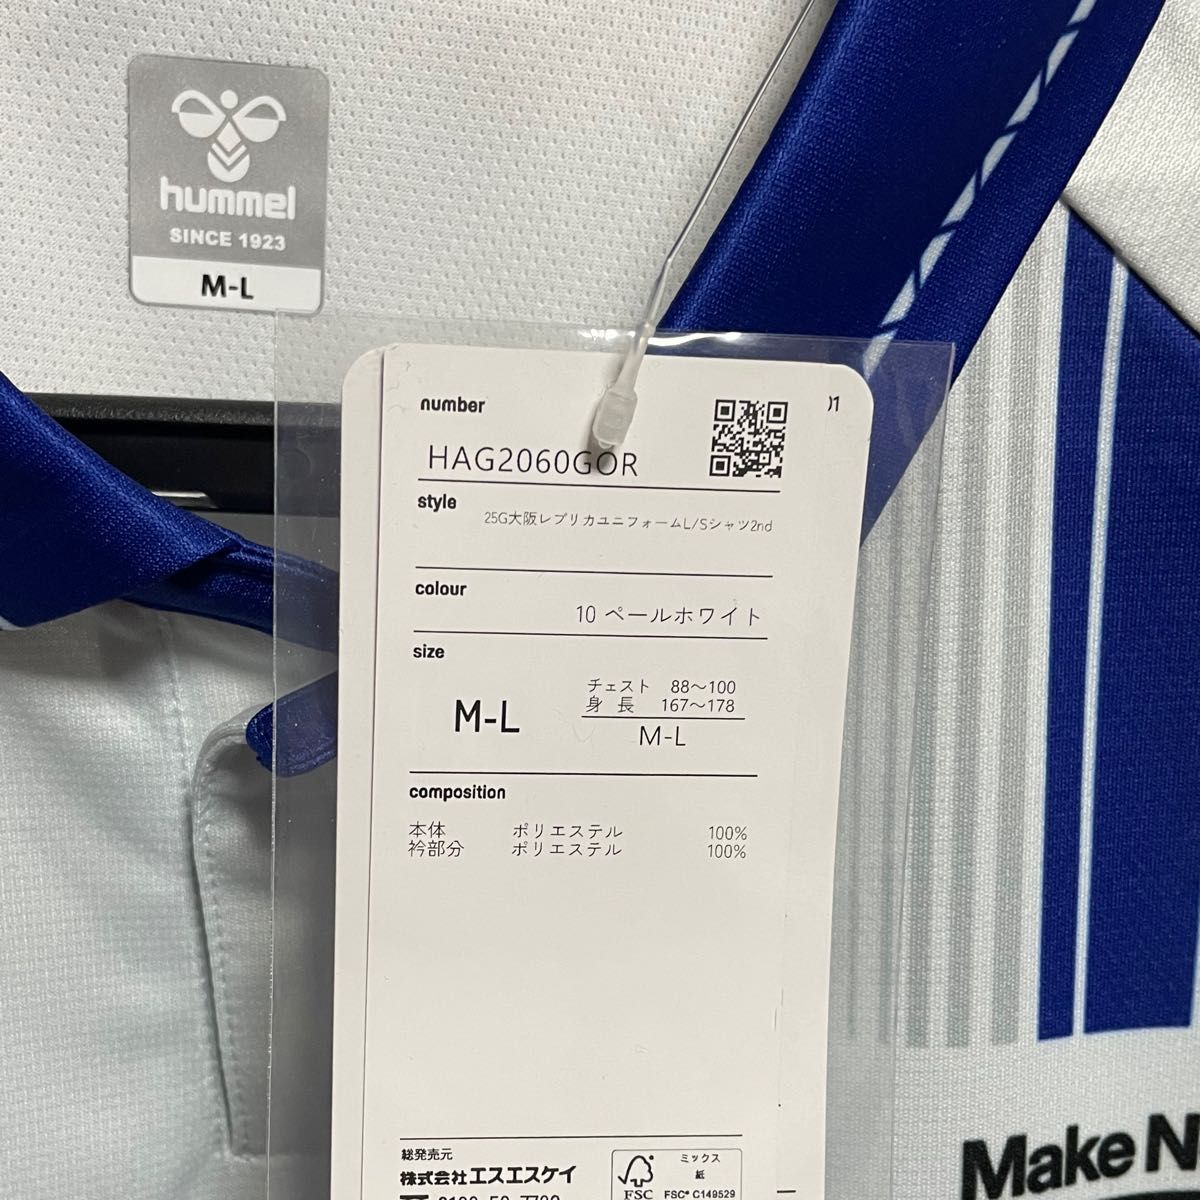 hummel
SINCE 1923
M-L
number
HAG2060GOR
style
25G大阪レプリカユニフォームL/Sシャツ2nd
colour
10 ペールホワイト
size
M-L
チェスト 88～100
身長 167～178
M-L
composition
本体 ポリエステル 100%
衿部分 ポリエステル 100%
総発売元
株式会社エスエスケイ
ミックス
紙
FSC
FSC® C149529
Make N